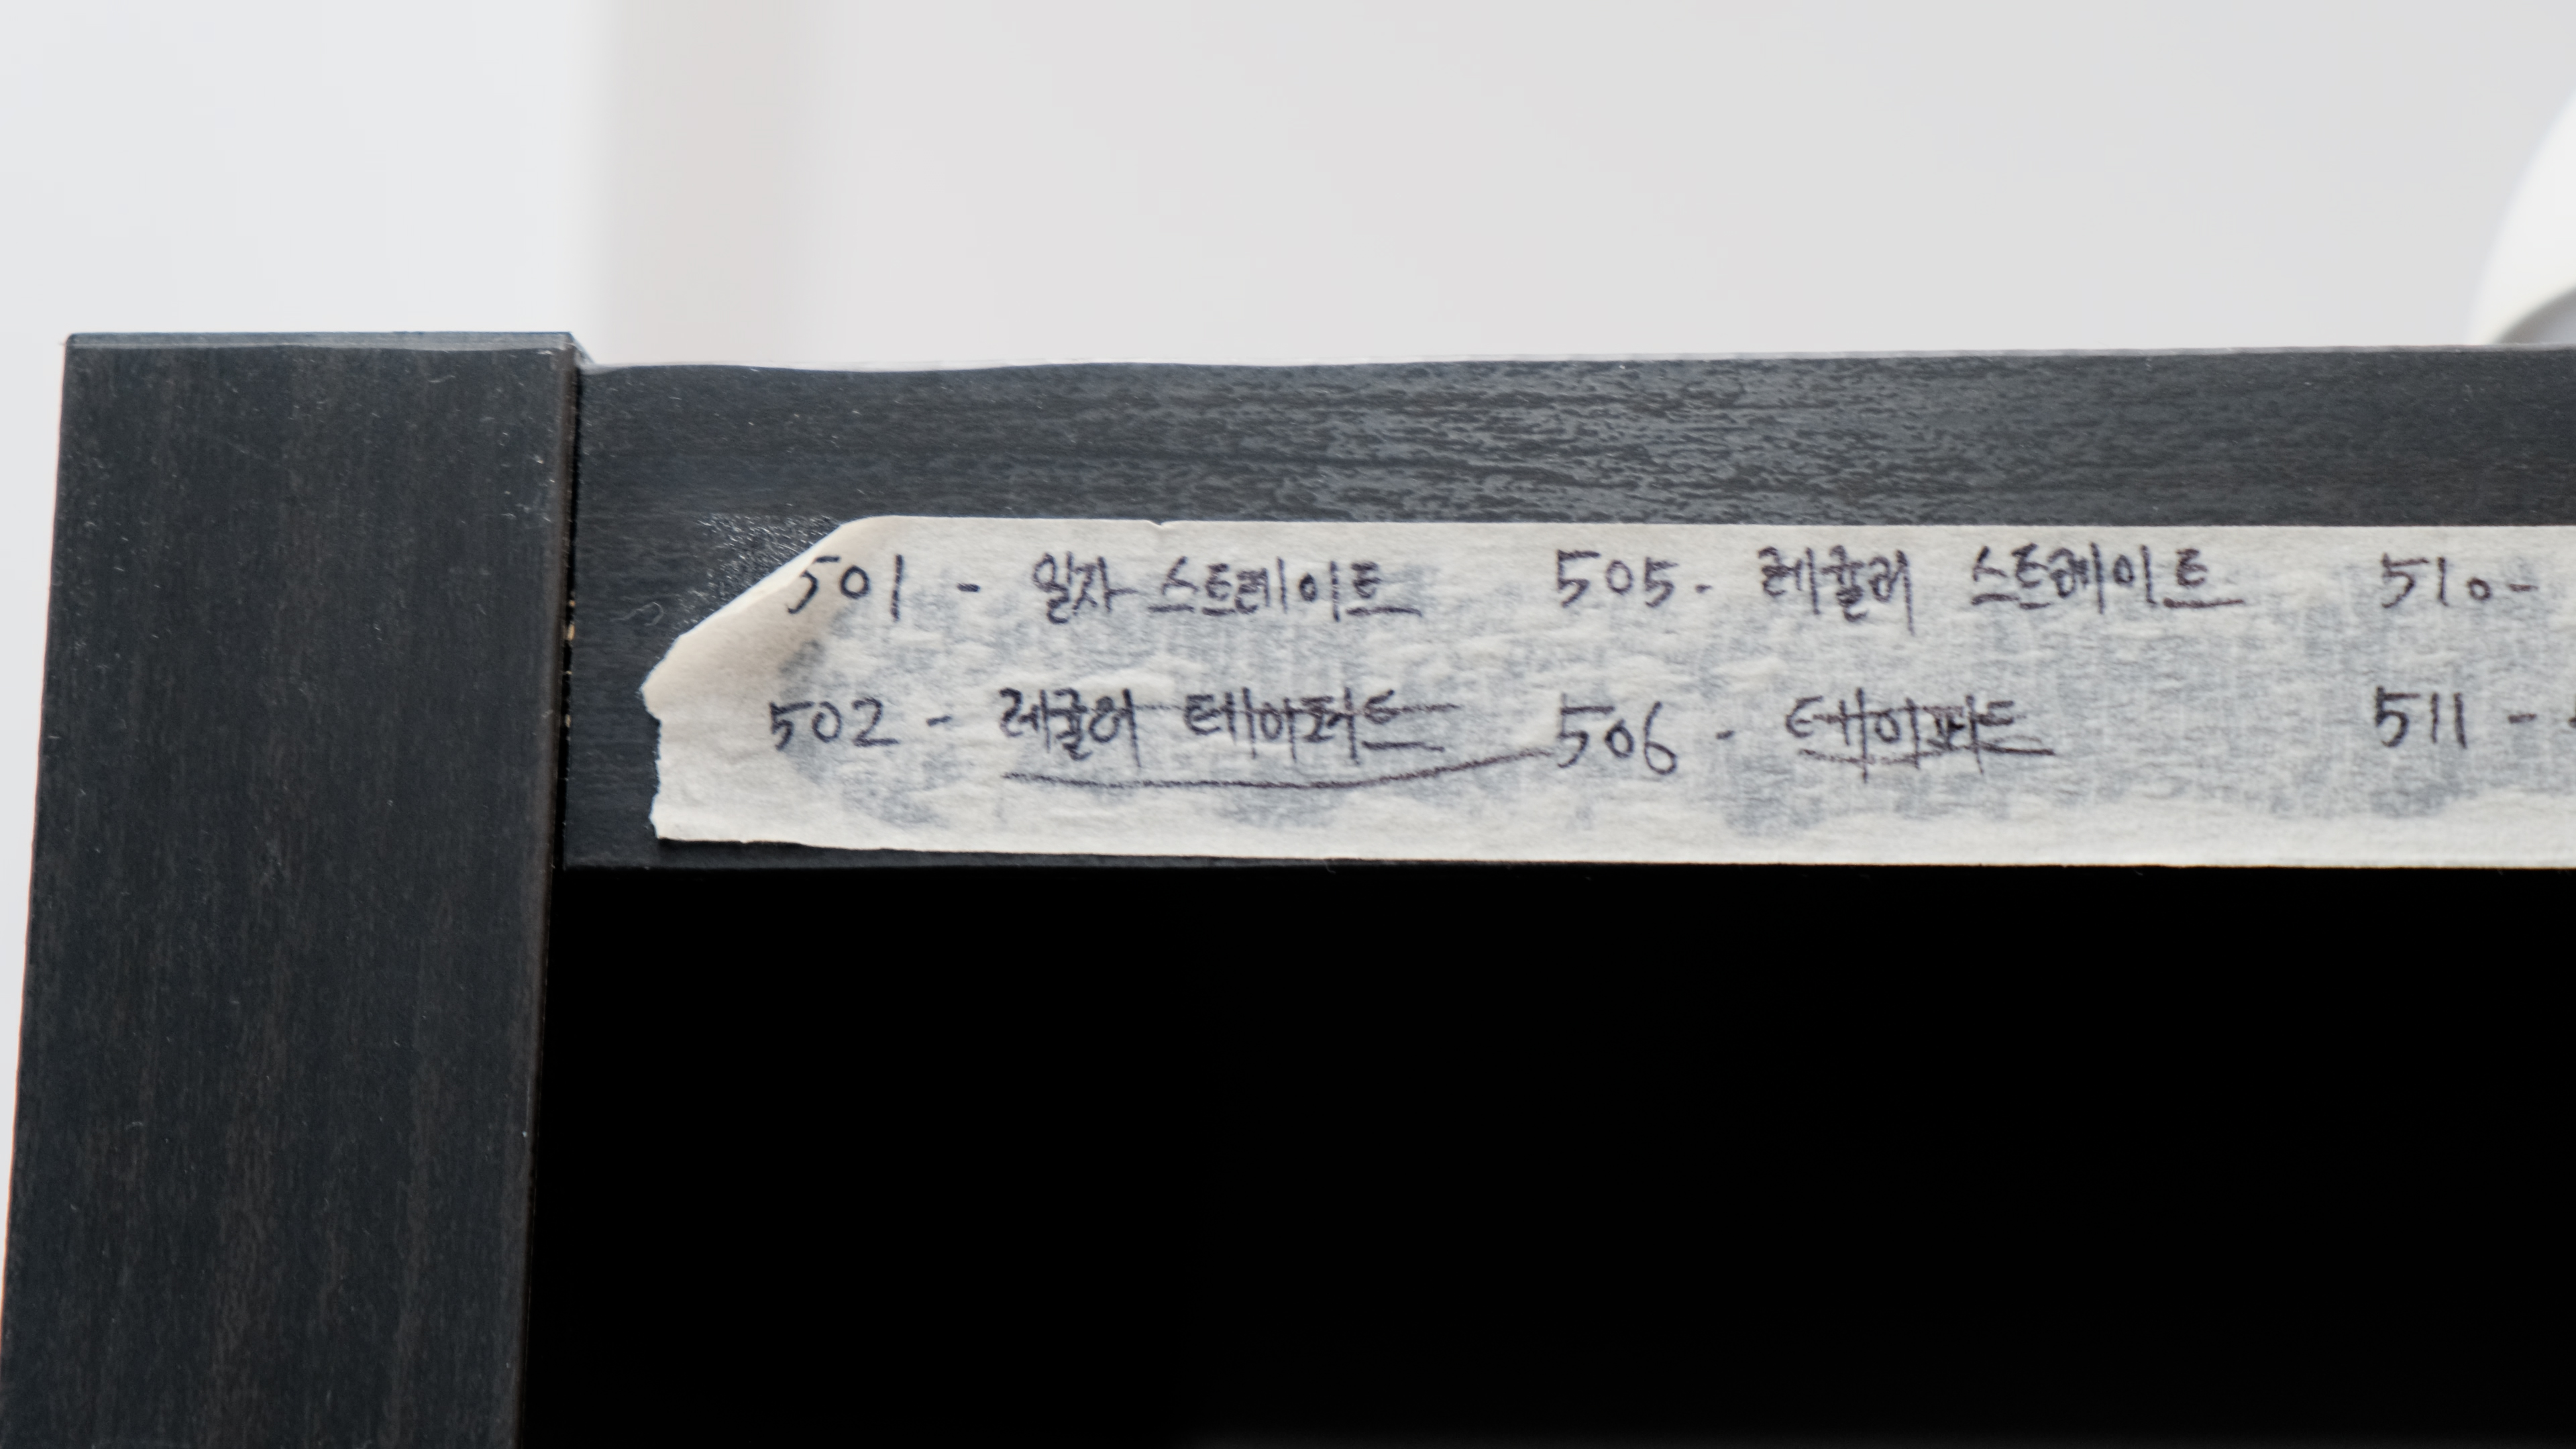 501 - 일자 스트레이트 505. 레귤러 스트레이트 510-
502 - 레귤러 테이퍼드 506 - 테이퍼드 511 -